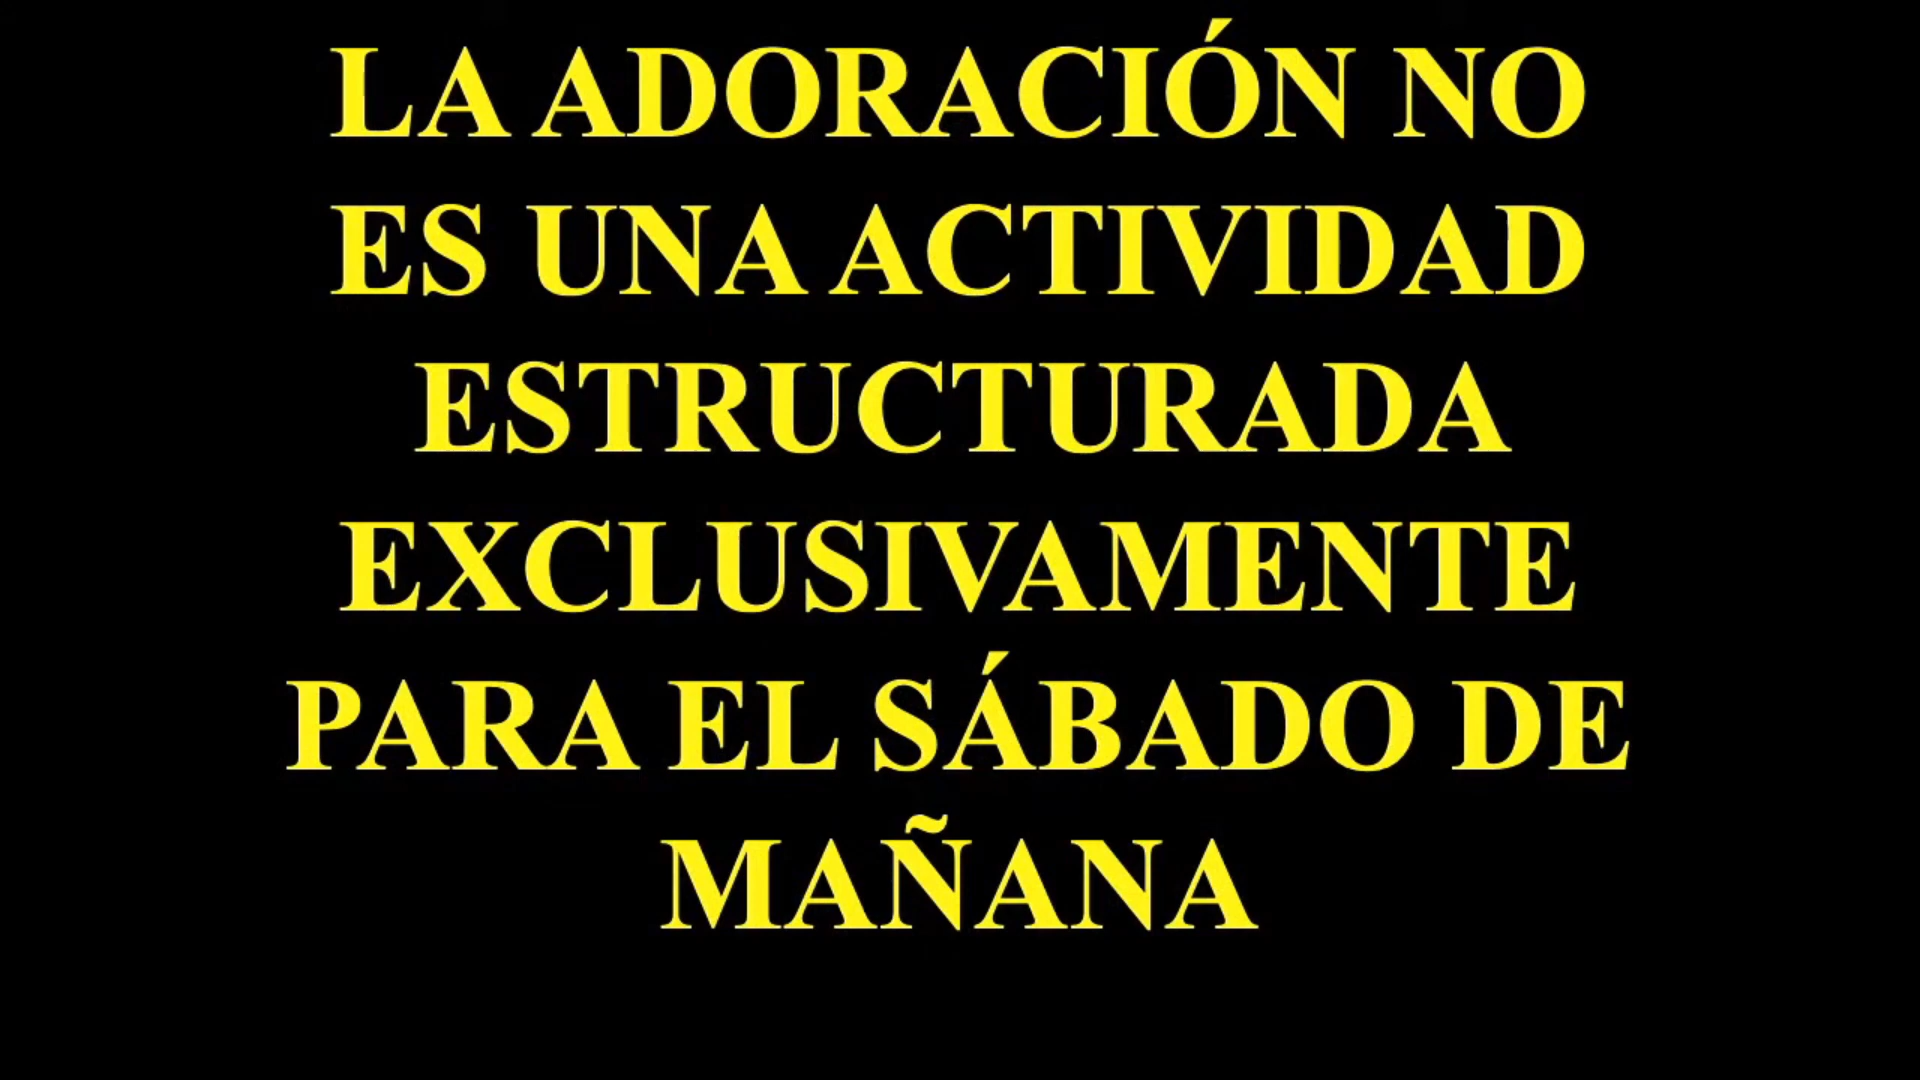 LA ADORACIÓN NO
ES UNA ACTIVIDAD
ESTRUCTURADA
EXCLUSIVAMENTE
PARA EL SÁBADO DE
MAÑANA